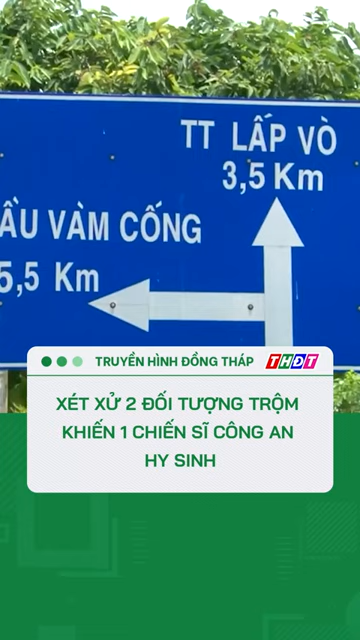 TT LẤP VÒ
3,5 Km
ẦU VÀM CỐNG
5,5 Km
TRUYỀN HÌNH ĐỒNG THÁP THĐT
XÉT XỬ 2 ĐỐI TƯỢNG TRỘM
KHIẾN 1 CHIẾN SĨ CÔNG AN
HY SINH